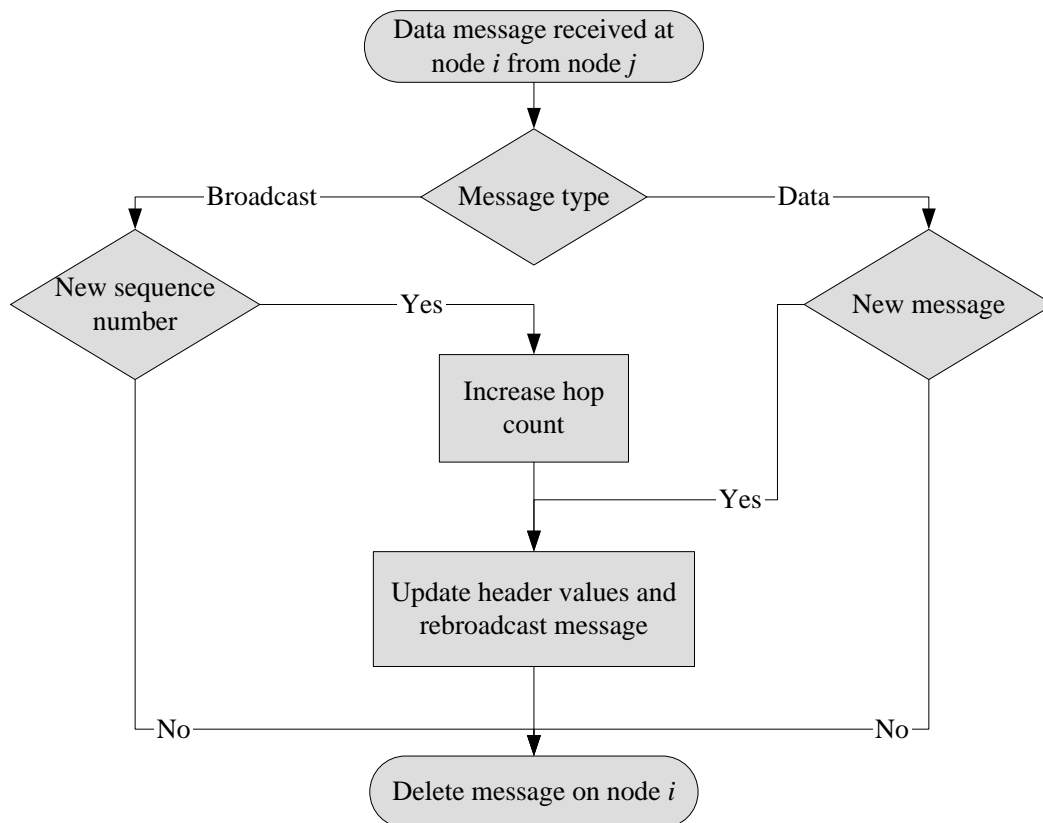 Data message received at
node i from node j
Message type
Broadcast
Data
New sequence
number
Yes
New message
Increase hop
count
Yes
Update header values and
rebroadcast message
No
No
Delete message on node i